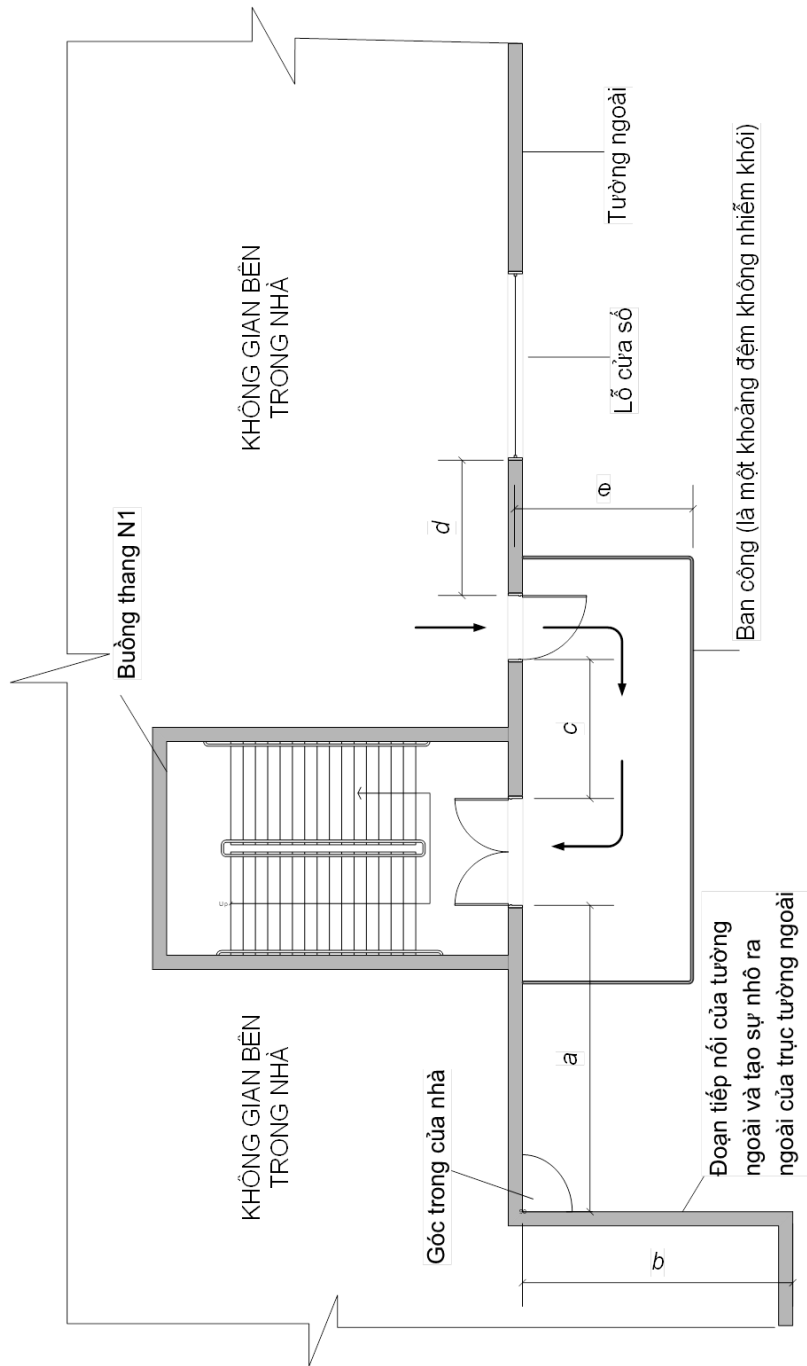 KHÔNG GIAN BÊN
TRONG NHÀ
Buồng thang N1
KHÔNG GIAN BÊN
TRONG NHÀ
Up
Góc trong của nhà
a
b
c
d
e
Đoạn tiếp nối của tường
ngoài và tạo sự nhô ra
ngoài của trục tường ngoài
Ban công (là một khoảng đệm không nhiễm khói)
Lỗ cửa sổ
Tường ngoài